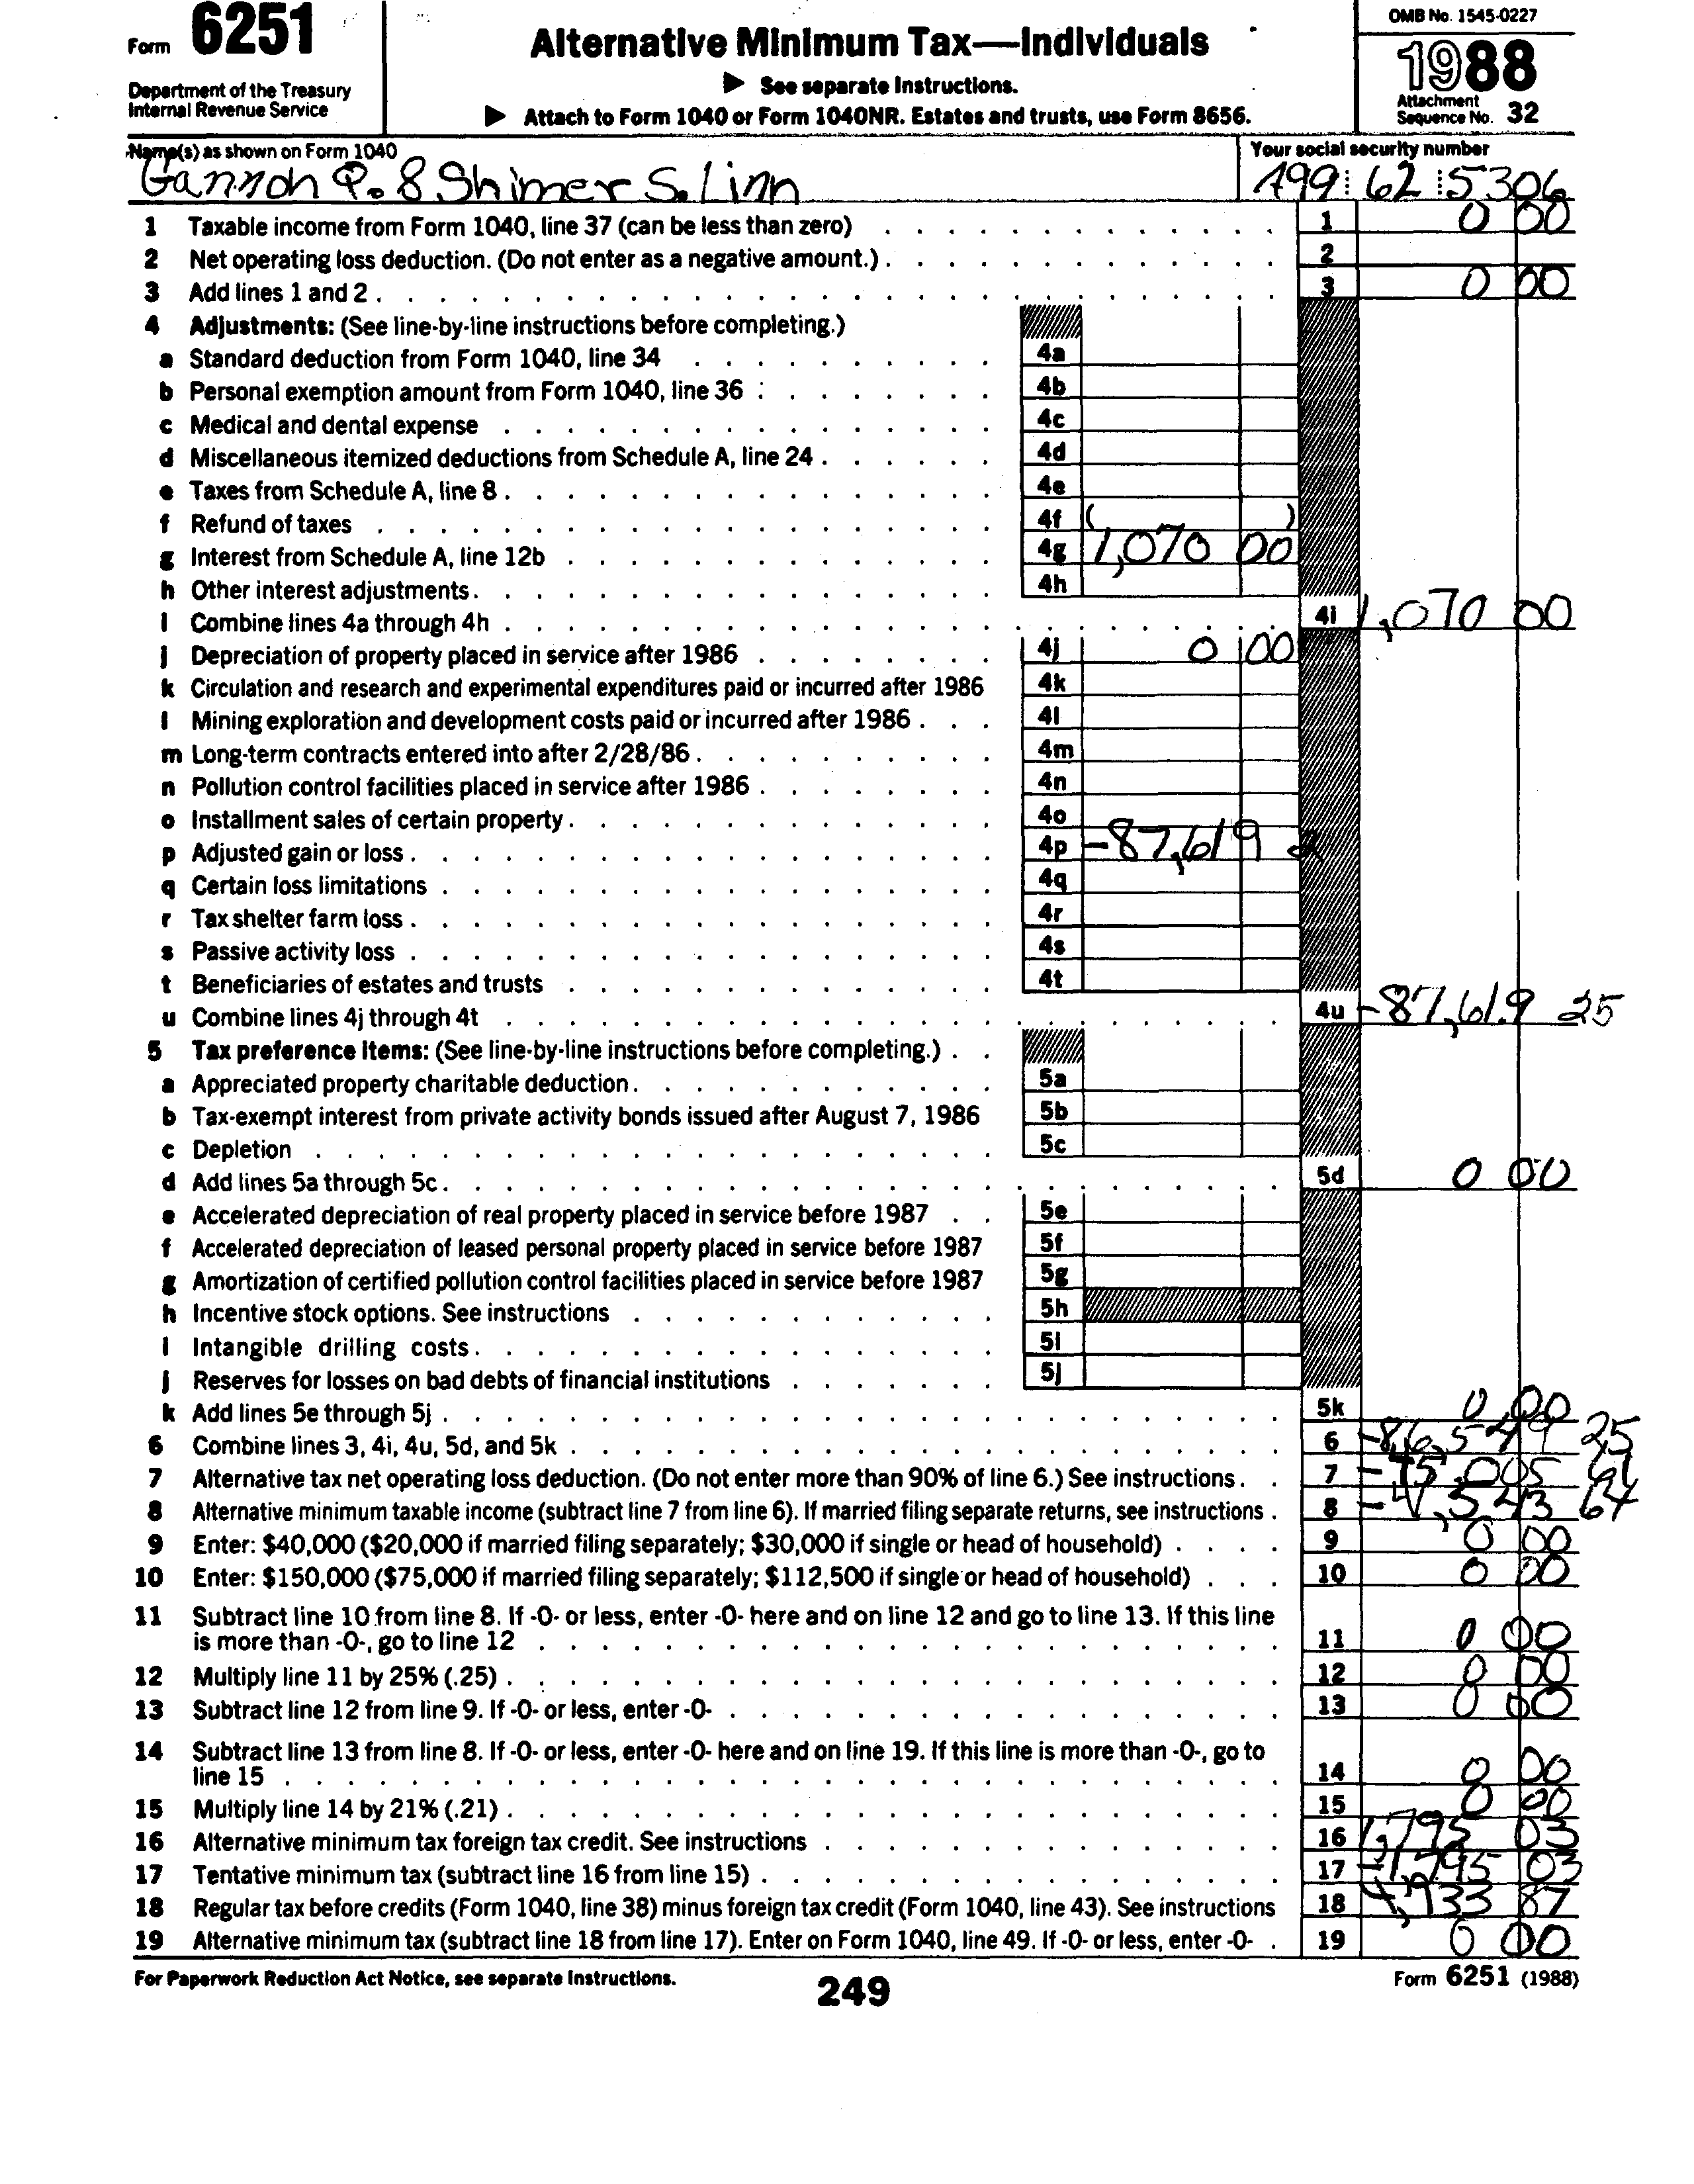 Form 6251
Department of the Treasury
Internal Revenue Service
Alternative Minimum Tax—Individuals
▶ See separate Instructions.
▶ Attach to Form 1040 or Form 1040NR. Estates and trusts, use Form 8656.
OMB No. 1545-0227
1988
Attachment
Sequence No. 32
Name(s) as shown on Form 1040
Gannon P. & Shimer S. Linn
Your social security number
499 62 5306
1 Taxable income from Form 1040, line 37 (can be less than zero) 1 0 00
2 Net operating loss deduction. (Do not enter as a negative amount.) 2
3 Add lines 1 and 2 3 0 00
4 Adjustments: (See line-by-line instructions before completing.)
a Standard deduction from Form 1040, line 34 4a
b Personal exemption amount from Form 1040, line 36 4b
c Medical and dental expense 4c
d Miscellaneous itemized deductions from Schedule A, line 24 4d
e Taxes from Schedule A, line 8 4e
f Refund of taxes 4f ( )
g Interest from Schedule A, line 12b 4g 1,070 00
h Other interest adjustments 4h
i Combine lines 4a through 4h 4i 1,070 00
j Depreciation of property placed in service after 1986 4j 0 00
k Circulation and research and experimental expenditures paid or incurred after 1986 4k
l Mining exploration and development costs paid or incurred after 1986 4l
m Long-term contracts entered into after 2/28/86 4m
n Pollution control facilities placed in service after 1986 4n
o Installment sales of certain property 4o
p Adjusted gain or loss 4p -87,619 2
q Certain loss limitations 4q
r Tax shelter farm loss 4r
s Passive activity loss 4s
t Beneficiaries of estates and trusts 4t
u Combine lines 4j through 4t 4u -87,619 25
5 Tax preference items: (See line-by-line instructions before completing.)
a Appreciated property charitable deduction 5a
b Tax-exempt interest from private activity bonds issued after August 7, 1986 5b
c Depletion 5c
d Add lines 5a through 5c 5d 0 00
e Accelerated depreciation of real property placed in service before 1987 5e
f Accelerated depreciation of leased personal property placed in service before 1987 5f
g Amortization of certified pollution control facilities placed in service before 1987 5g
h Incentive stock options. See instructions 5h
i Intangible drilling costs 5i
j Reserves for losses on bad debts of financial institutions 5j
k Add lines 5e through 5j 5k 0 00
6 Combine lines 3, 4i, 4u, 5d, and 5k 6 -86,549 25
7 Alternative tax net operating loss deduction. (Do not enter more than 90% of line 6.) See instructions 7
8 Alternative minimum taxable income (subtract line 7 from line 6). If married filing separate returns, see instructions 8
9 Enter: $40,000 ($20,000 if married filing separately; $30,000 if single or head of household) 9 0 00
10 Enter: $150,000 ($75,000 if married filing separately; $112,500 if single or head of household) 10 0 00
11 Subtract line 10 from line 8. If -0- or less, enter -0- here and on line 12 and go to line 13. If this line
is more than -0-, go to line 12 11 0 00
12 Multiply line 11 by 25% (.25) 12 0 00
13 Subtract line 12 from line 9. If -0- or less, enter -0- 13 0 00
14 Subtract line 13 from line 8. If -0- or less, enter -0- here and on line 19. If this line is more than -0-, go to
line 15 14 0 00
15 Multiply line 14 by 21% (.21) 15 0 00
16 Alternative minimum tax foreign tax credit. See instructions 16 1,795 03
17 Tentative minimum tax (subtract line 16 from line 15) 17 -1,795 03
18 Regular tax before credits (Form 1040, line 38) minus foreign tax credit (Form 1040, line 43). See instructions 18 4,933 87
19 Alternative minimum tax (subtract line 18 from line 17). Enter on Form 1040, line 49. If -0- or less, enter -0- 19 0 00
For Paperwork Reduction Act Notice, see separate Instructions.
249
Form 6251 (1988)